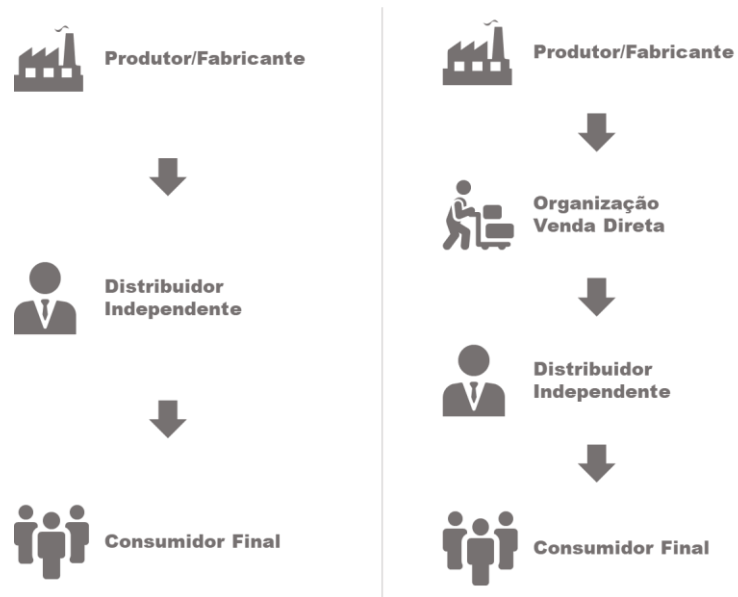 Produtor/Fabricante
Distribuidor
Independente
Consumidor Final
Produtor/Fabricante
Organização
Venda Direta
Distribuidor
Independente
Consumidor Final